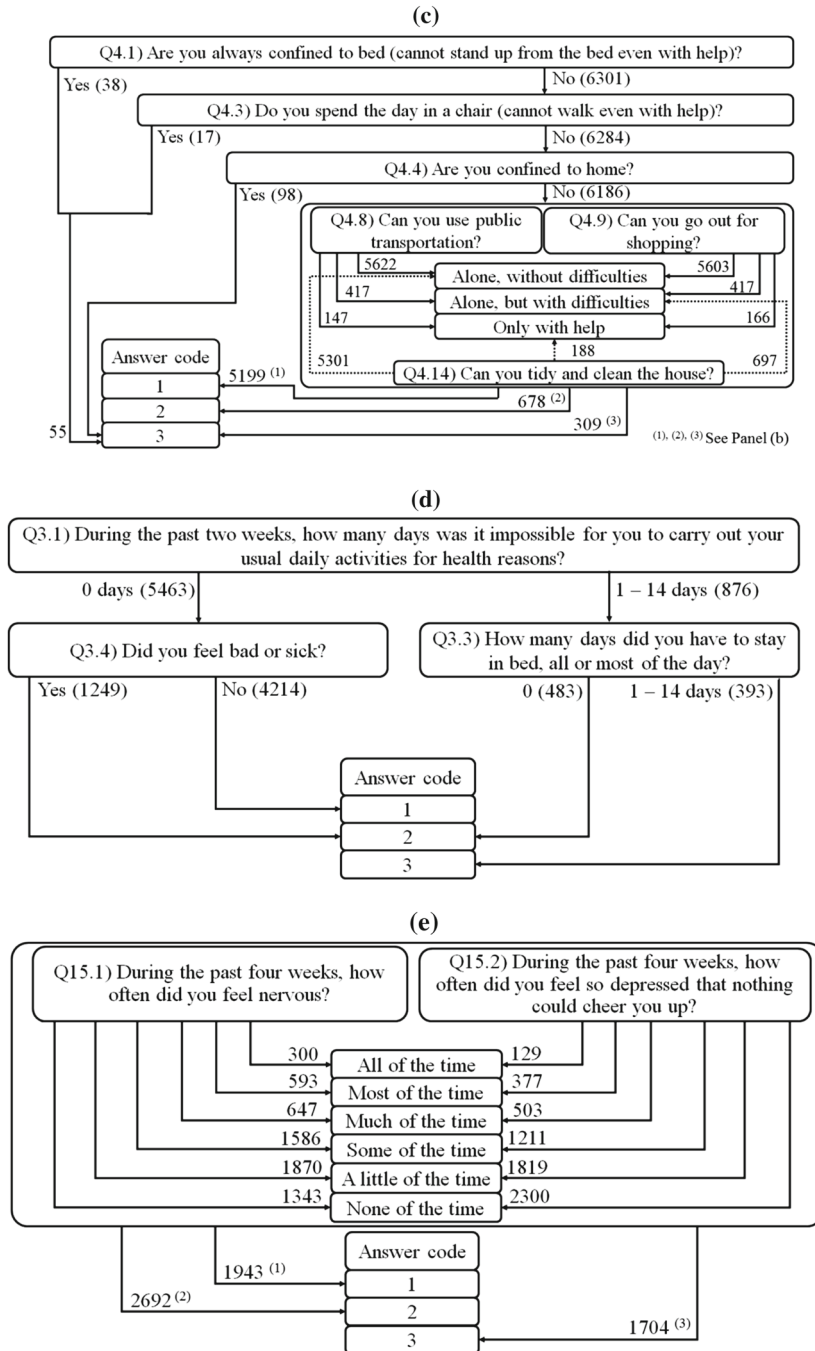 (c)
Q4.1) Are you always confined to bed (cannot stand up from the bed even with help)?
Yes (38)
No (6301)
Q4.3) Do you spend the day in a chair (cannot walk even with help)?
Yes (17)
No (6284)
Q4.4) Are you confined to home?
Yes (98)
No (6186)
Q4.8) Can you use public
transportation?
Q4.9) Can you go out for
shopping?
5622
5603
Alone, without difficulties
417
417
Alone, but with difficulties
147
166
Only with help
5301
188
697
Q4.14) Can you tidy and clean the house?
Answer code
1
2
3
5199 (1)
678 (2)
309 (3)
55
(1), (2), (3) See Panel (b)
(d)
Q3.1) During the past two weeks, how many days was it impossible for you to carry out your
usual daily activities for health reasons?
0 days (5463)
1 – 14 days (876)
Q3.4) Did you feel bad or sick?
Q3.3) How many days did you have to stay
in bed, all or most of the day?
Yes (1249)
No (4214)
0 (483)
1 – 14 days (393)
Answer code
1
2
3
(e)
Q15.1) During the past four weeks, how
often did you feel nervous?
Q15.2) During the past four weeks, how
often did you feel so depressed that nothing
could cheer you up?
300
All of the time
129
593
Most of the time
377
647
Much of the time
503
1586
Some of the time
1211
1870
A little of the time
1819
1343
None of the time
2300
Answer code
1943 (1)
1
2692 (2)
2
1704 (3)
3